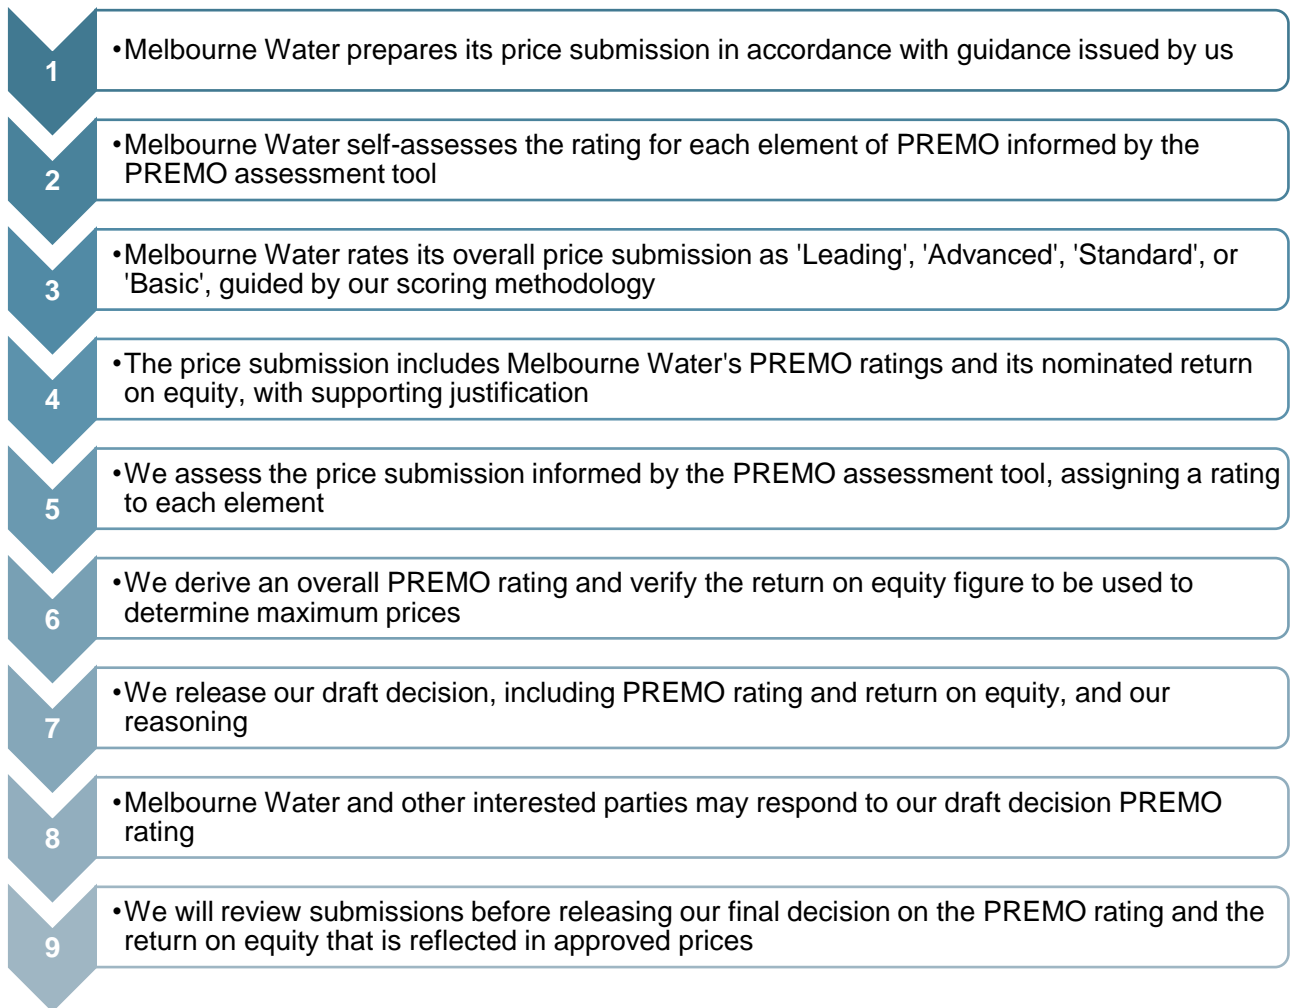 1
•Melbourne Water prepares its price submission in accordance with guidance issued by us
2
•Melbourne Water self-assesses the rating for each element of PREMO informed by the
PREMO assessment tool
3
•Melbourne Water rates its overall price submission as 'Leading', 'Advanced', 'Standard', or
'Basic', guided by our scoring methodology
4
•The price submission includes Melbourne Water's PREMO ratings and its nominated return
on equity, with supporting justification
5
•We assess the price submission informed by the PREMO assessment tool, assigning a rating
to each element
6
•We derive an overall PREMO rating and verify the return on equity figure to be used to
determine maximum prices
7
•We release our draft decision, including PREMO rating and return on equity, and our
reasoning
8
•Melbourne Water and other interested parties may respond to our draft decision PREMO
rating
9
•We will review submissions before releasing our final decision on the PREMO rating and the
return on equity that is reflected in approved prices